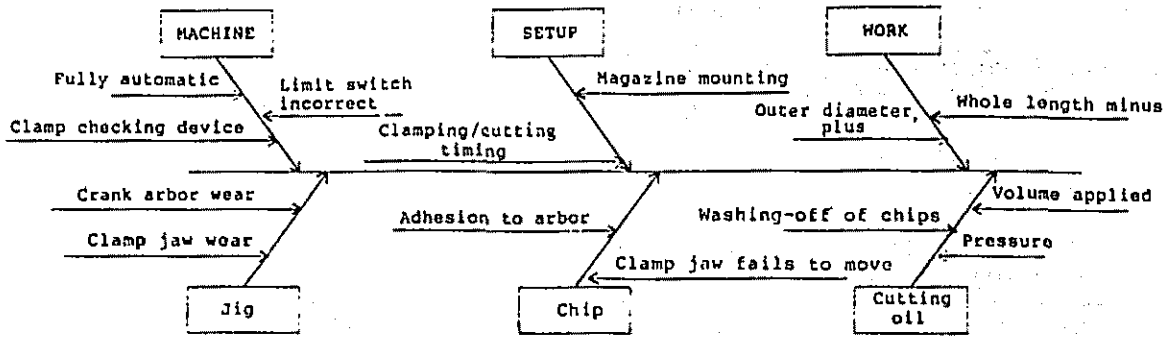 MACHINE
SETUP
WORK
Fully automatic
Limit switch
incorrect
Clamp checking device
Magazine mounting
Clamping/cutting
timing
Outer diameter,
plus
Whole length minus
Crank arbor wear
Clamp jaw wear
Adhesion to arbor
Clamp jaw fails to move
Washing-off of chips
Volume applied
Pressure
Jig
Chip
Cutting
oil